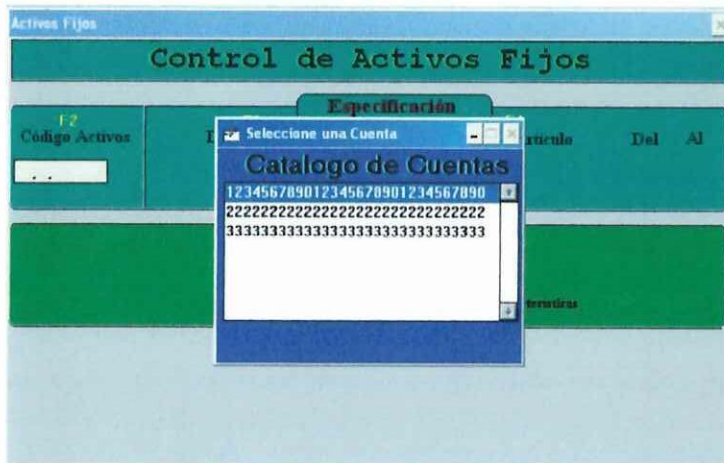 Activos Fijos
Control de Activos Fijos
Especificación
F2
Código Activos
Del Al
. .
Seleccione una Cuenta
Catalogo de Cuentas
123456789012345678901234567890
222222222222222222222222222222
333333333333333333333333333333